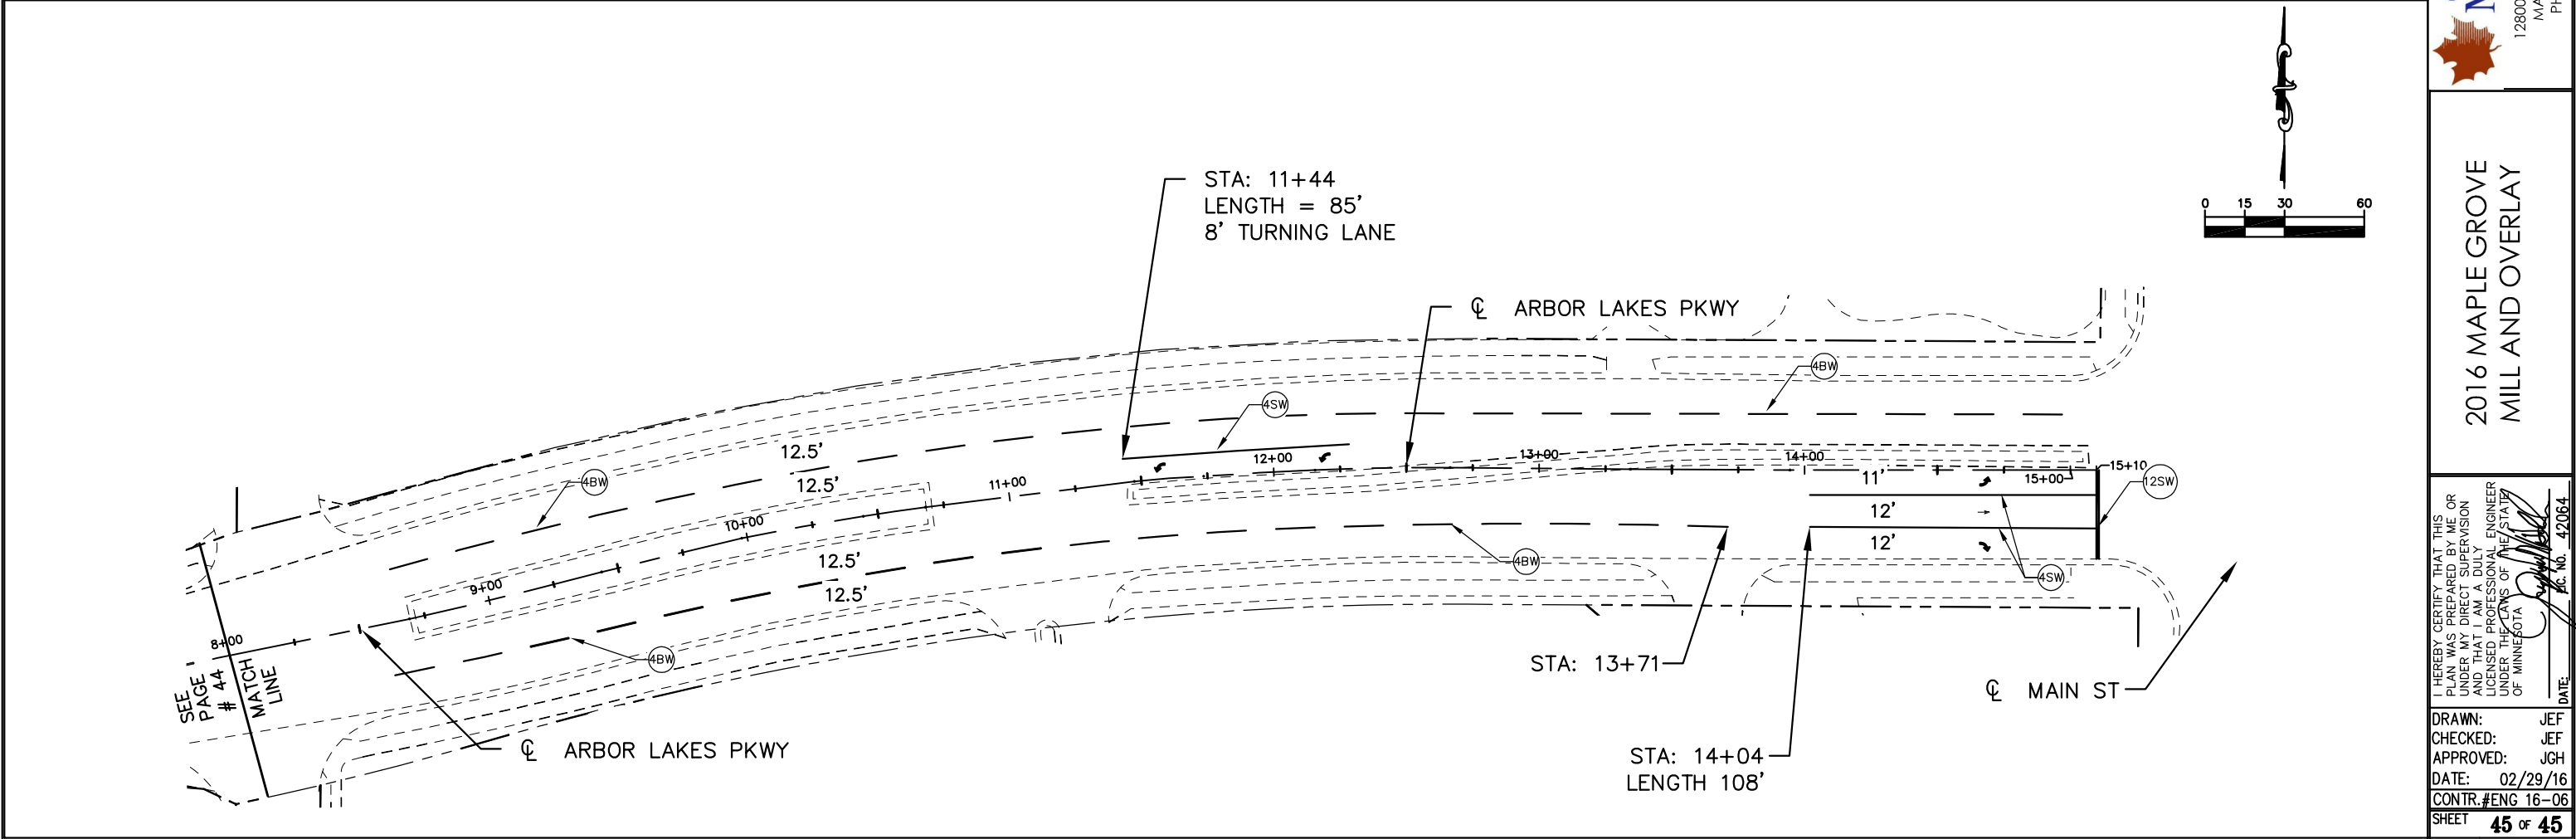 STA: 11+44
LENGTH = 85'
8' TURNING LANE
℄ ARBOR LAKES PKWY
0 15 30 60
4BW
4SW
4BW
12.5'
12.5'
12.5'
12.5'
8+00
9+00
10+00
11+00
12+00
13+00
14+00
15+00
15+10
12SW
11'
12'
12'
4BW
4BW
4SW
SEE
PAGE
# 44
MATCH
LINE
℄ ARBOR LAKES PKWY
STA: 13+71
STA: 14+04
LENGTH 108'
℄ MAIN ST
12800
MA
PH
2016 MAPLE GROVE
MILL AND OVERLAY
I HEREBY CERTIFY THAT THIS
PLAN WAS PREPARED BY ME OR
UNDER MY DIRECT SUPERVISION
AND THAT I AM A DULY
LICENSED PROFESSIONAL ENGINEER
UNDER THE LAWS OF THE STATE
OF MINNESOTA
DATE: LIC. NO. 42064
DRAWN: JEF
CHECKED: JEF
APPROVED: JGH
DATE: 02/29/16
CONTR.#ENG 16-06
SHEET 45 OF 45